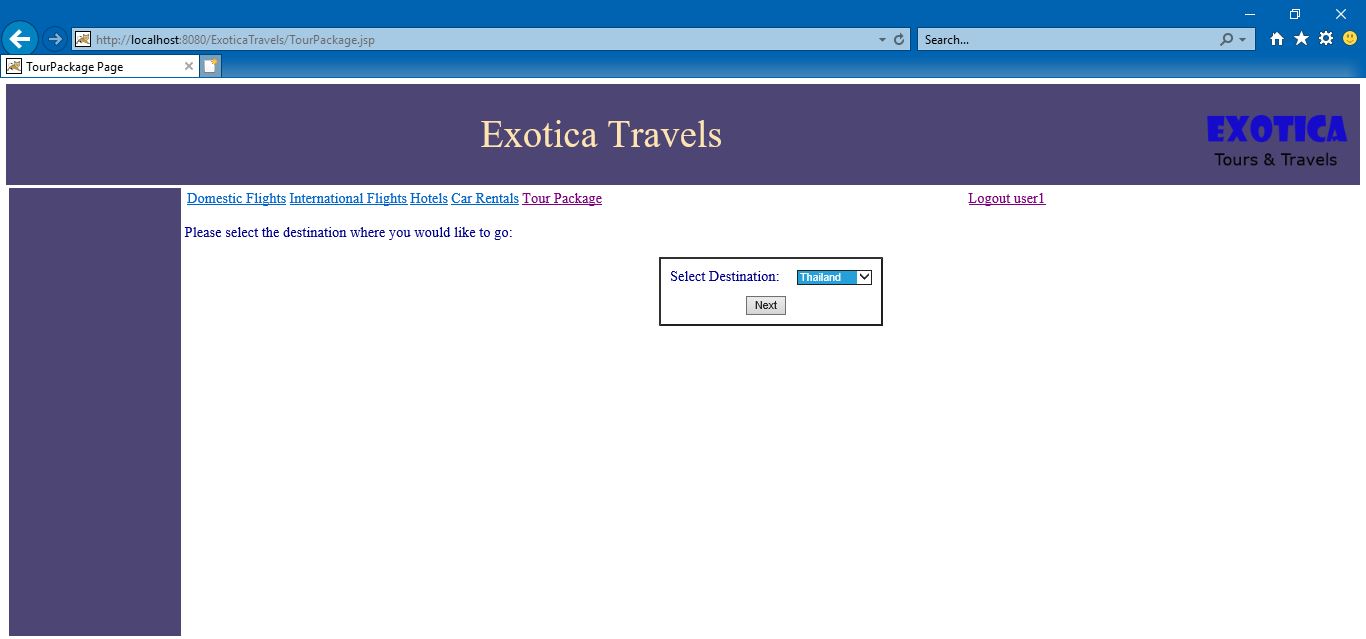 http://localhost:8080/ExoticaTravels/TourPackage.jsp
Search...
TourPackage Page
Exotica Travels
EXOTICA
Tours & Travels
Domestic Flights International Flights Hotels Car Rentals Tour Package Logout user1
Please select the destination where you would like to go:
Select Destination: Thailand
Next